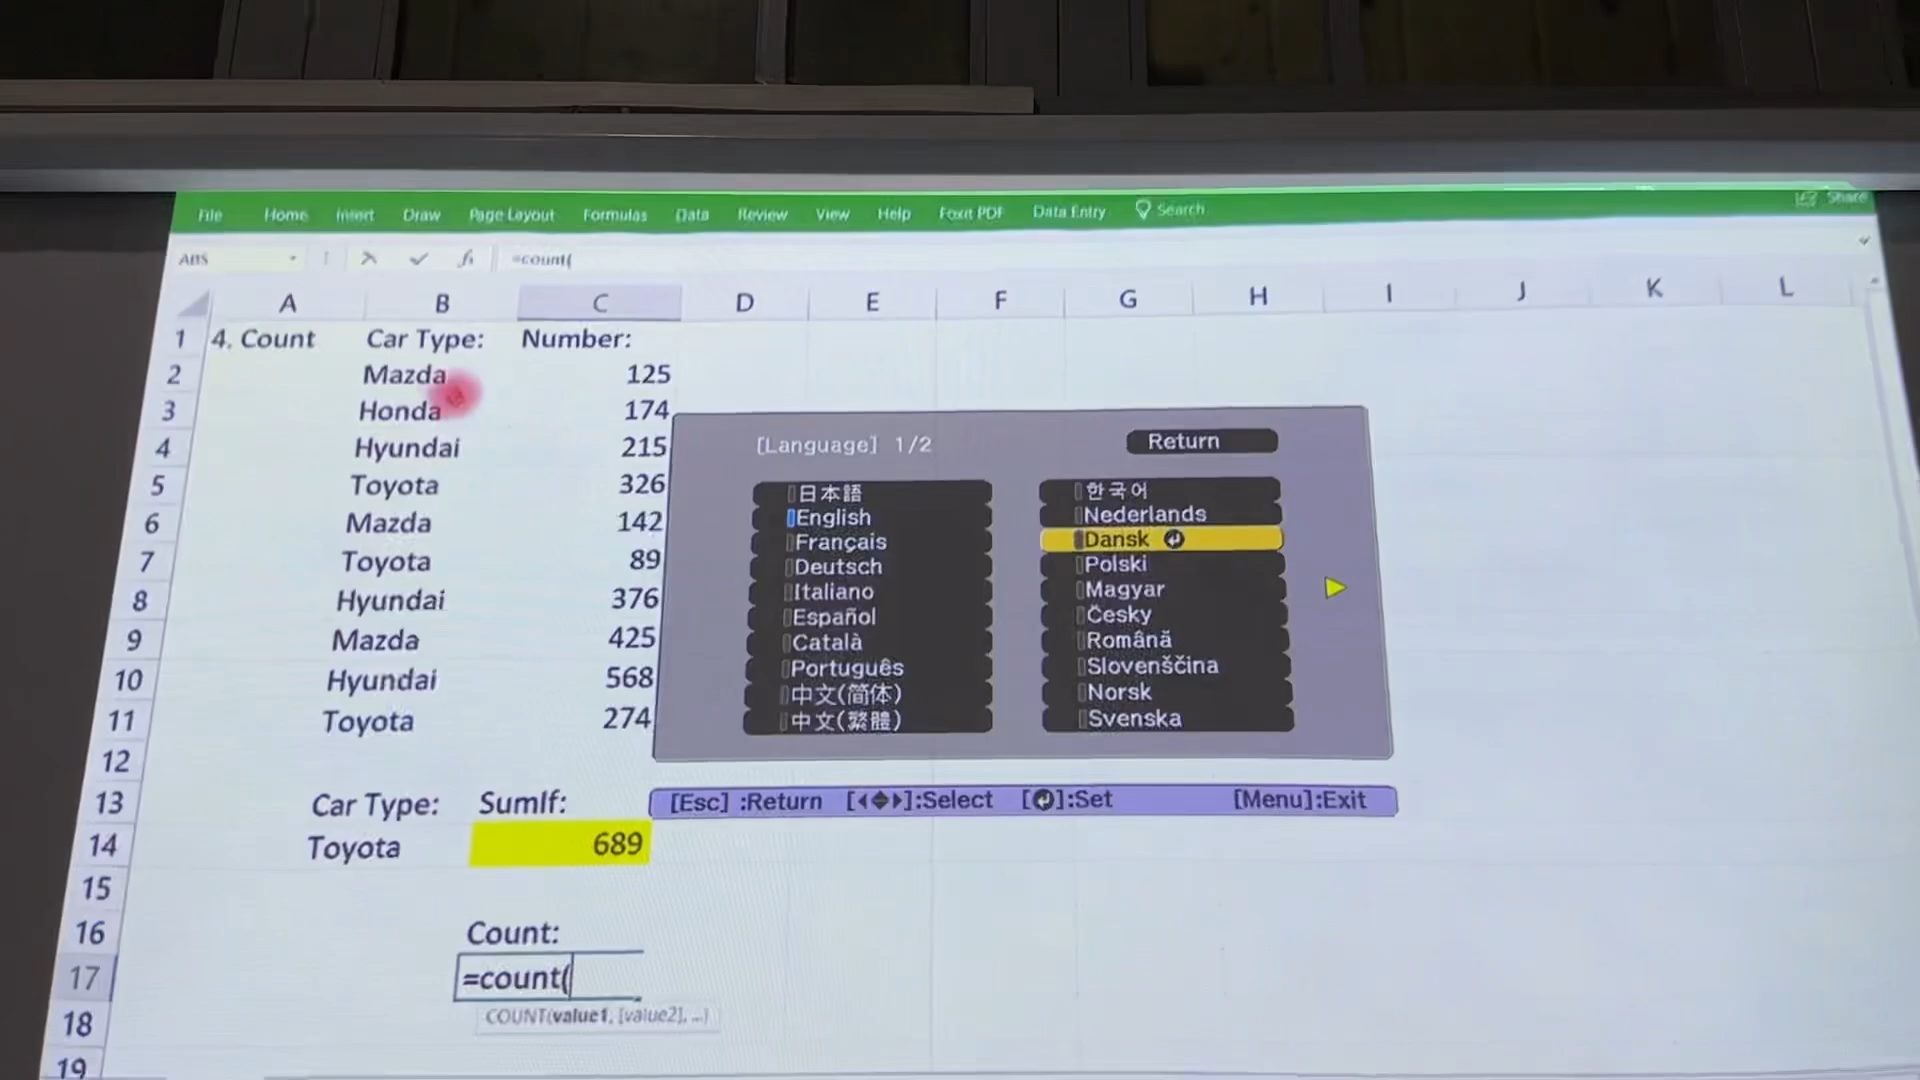 File Home Insert Draw Page Layout Formulas Data Review View Help Foxit PDF Data Entry Search Share
ABS fx =count(
A B C D E F G H I J K L
1 4. Count Car Type: Number:
2 Mazda 125
3 Honda 174
4 Hyundai 215
5 Toyota 326
6 Mazda 142
7 Toyota 89
8 Hyundai 376
9 Mazda 425
10 Hyundai 568
11 Toyota 274
12
13 Car Type: SumIf:
14 Toyota 689
15
16 Count:
17 =count(
COUNT(value1, [value2], ...)
18
19
[Language] 1/2 Return
日本語
English
Français
Deutsch
Italiano
Español
Català
Português
中文(简体)
中文(繁體)
한국어
Nederlands
Dansk
Polski
Magyar
Česky
Română
Slovenščina
Norsk
Svenska
[Esc] :Return [◀◆▶]:Select [⏎]:Set [Menu]:Exit